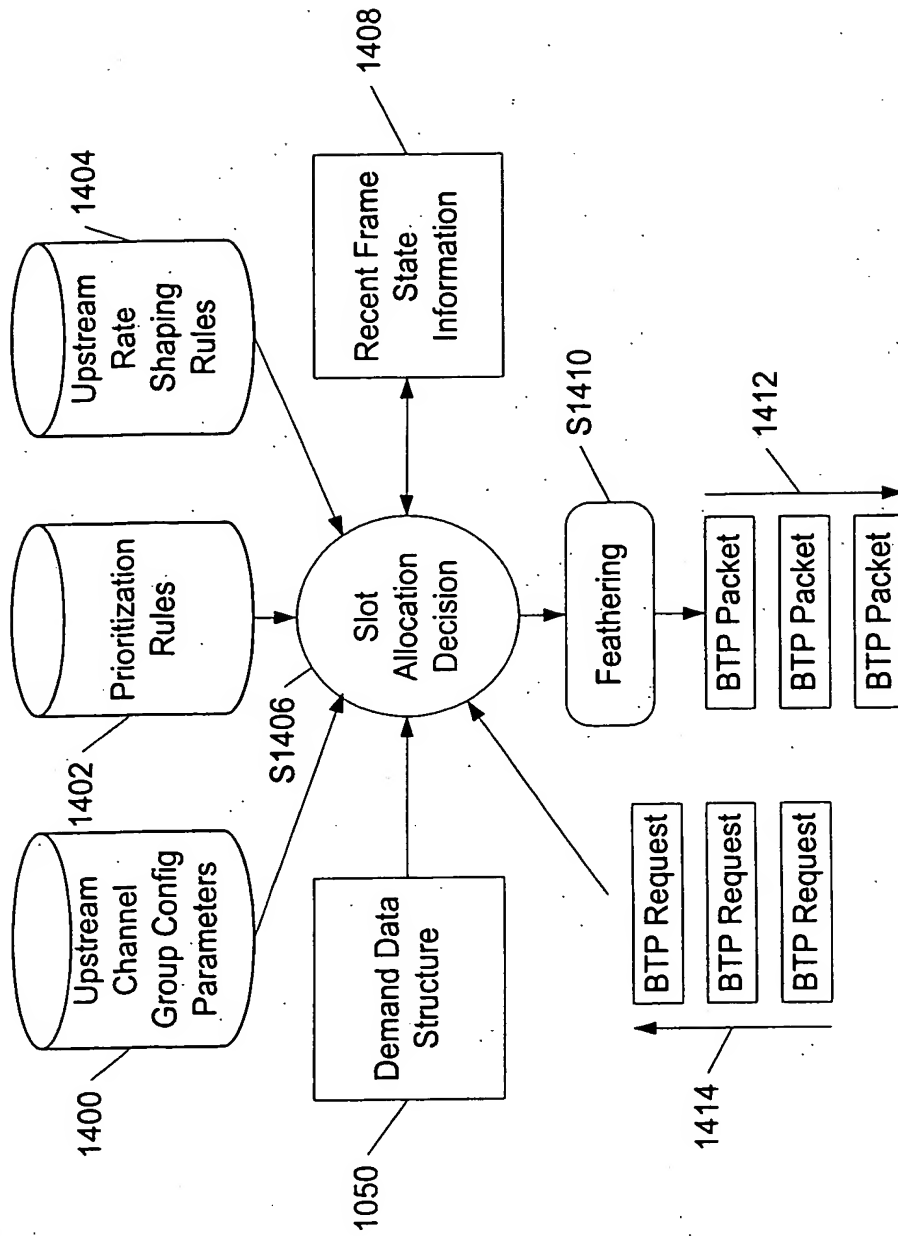 1400
Upstream
Channel
Group Config
Parameters
1402
Prioritization
Rules
1404
Upstream
Rate
Shaping
Rules
S1406
Slot
Allocation
Decision
1050
Demand Data
Structure
1408
Recent Frame
State
Information
S1410
Feathering
1412
BTP Packet
BTP Packet
BTP Packet
1414
BTP Request
BTP Request
BTP Request